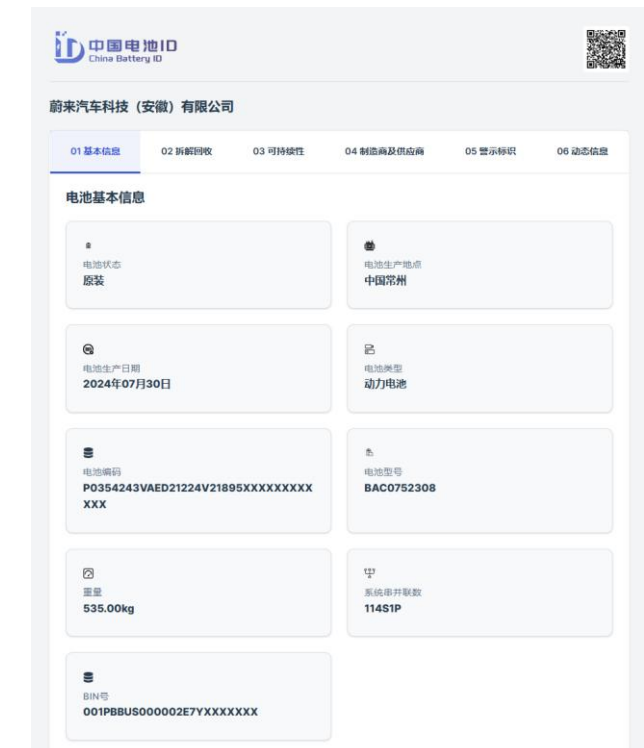 中国电池ID
China Battery ID
蔚来汽车科技（安徽）有限公司
01 基本信息 02 拆解回收 03 可持续性 04 制造商及供应商 05 警示标识 06 动态信息
电池基本信息
电池状态
原装
电池生产地点
中国常州
电池生产日期
2024年07月30日
电池类型
动力电池
电池编码
P0354243VAED21224V21895XXXXXXXXX
XXX
电池型号
BAC0752308
重量
535.00kg
系统串并联数
114S1P
BIN号
001PBBUS000002E7YXXXXXXX